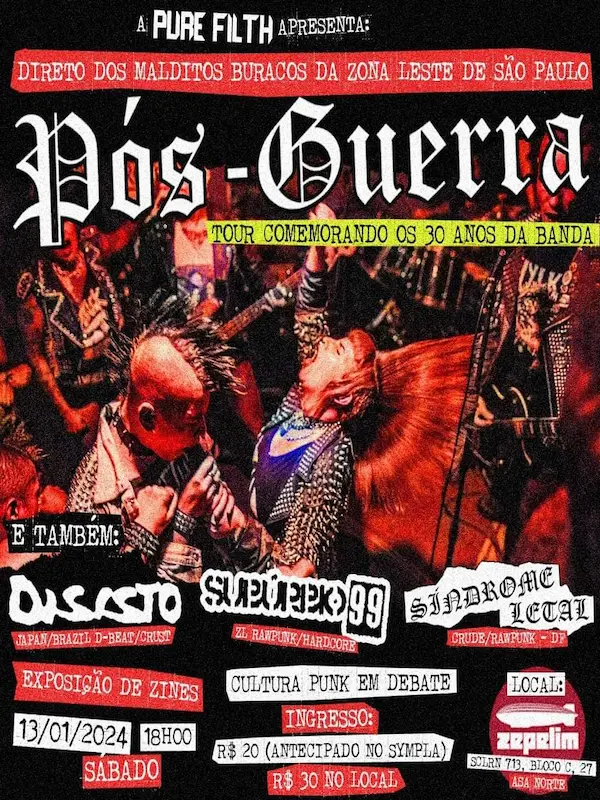 A PURE FILTH APRESENTA:
DIRETO DOS MALDITOS BURACOS DA ZONA LESTE DE SÃO PAULO
Pós-Guerra
TOUR COMEMORANDO OS 30 ANOS DA BANDA
E TAMBÉM:
DISASTO
JAPAN/BRAZIL D-BEAT/CRUST
SUBÚRBIO 99
ZL RAWPUNK/HARDCORE
SÍNDROME
LETAL
CRUDE/RAWPUNK - DF
EXPOSIÇÃO DE ZINES
13/01/2024 18H00
SÁBADO
CULTURA PUNK EM DEBATE
INGRESSO:
R$ 20 (ANTECIPADO NO SYMPLA)
R$ 30 NO LOCAL
LOCAL:
zepelim
SCLRN 713, BLOCO C, 27
ASA NORTE